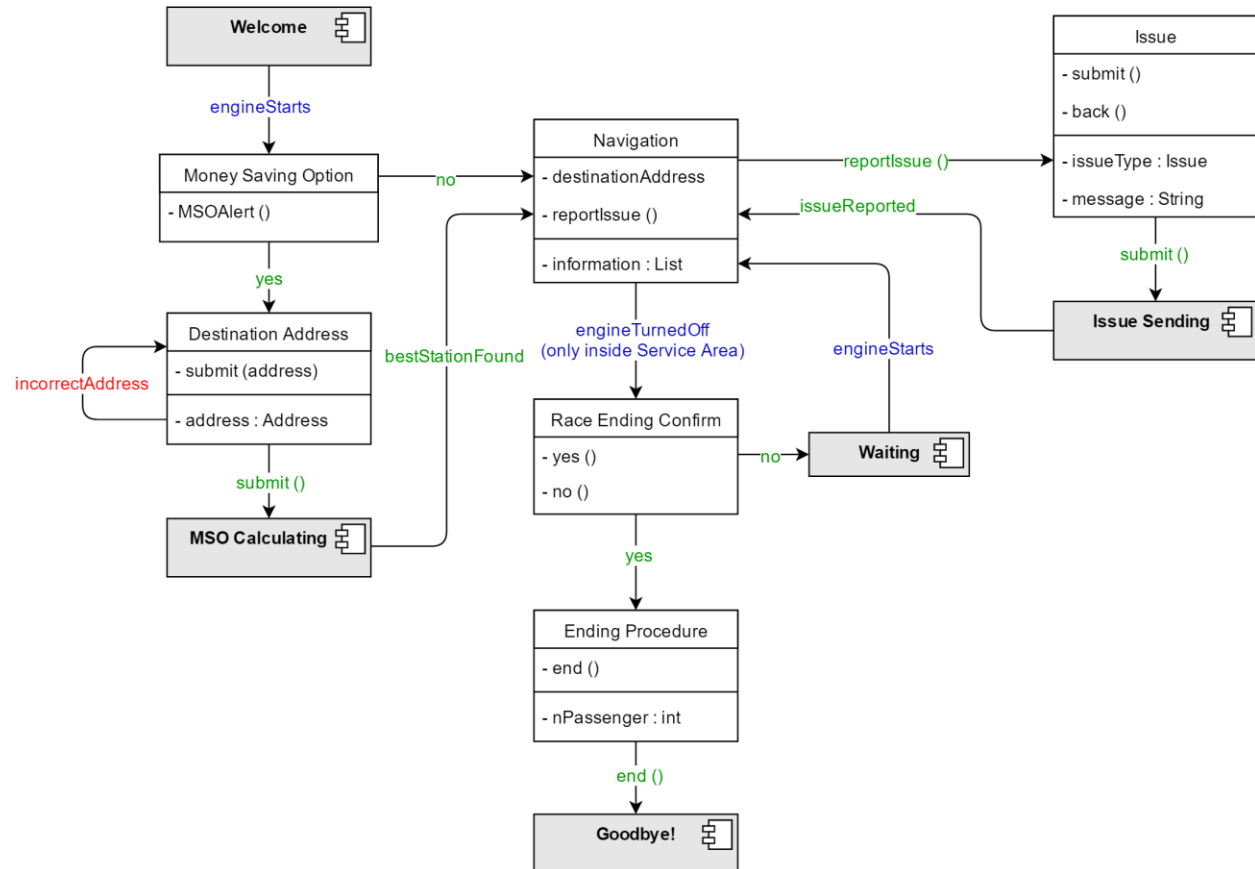 Welcome
engineStarts
Money Saving Option
- MSOAlert ()
no
yes
Destination Address
- submit (address)
- address : Address
incorrectAddress
submit ()
MSO Calculating
bestStationFound
Navigation
- destinationAddress
- reportIssue ()
- information : List
reportIssue ()
issueReported
Issue
- submit ()
- back ()
- issueType : Issue
- message : String
submit ()
Issue Sending
engineTurnedOff
(only inside Service Area)
engineStarts
Race Ending Confirm
- yes ()
- no ()
no
Waiting
yes
Ending Procedure
- end ()
- nPassenger : int
end ()
Goodbye!